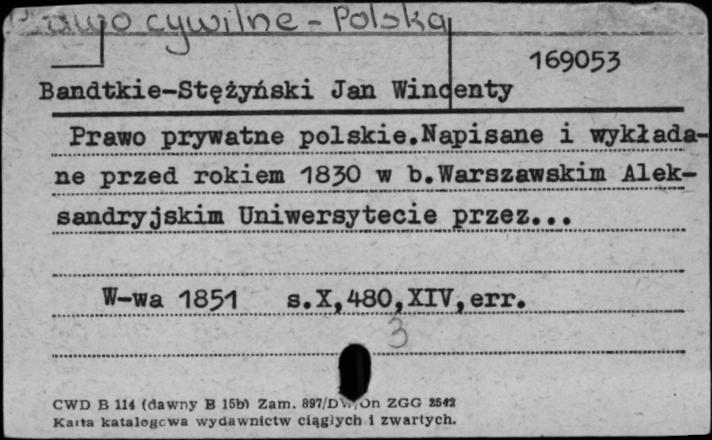 Prawo cywilne - Polska
169053
Bandtkie-Stężyński Jan Wincenty
Prawo prywatne polskie.Napisane i wykłada-
ne przed rokiem 1830 w b.Warszawskim Alek-
sandryjskim Uniwersytecie przez...
W-wa 1851 s.X,480,XIV,err.
3
CWD B 114 (dawny B 15b) Zam. 897/DW/On ZGG 2542
Karta katalogowa wydawnictw ciągłych i zwartych.